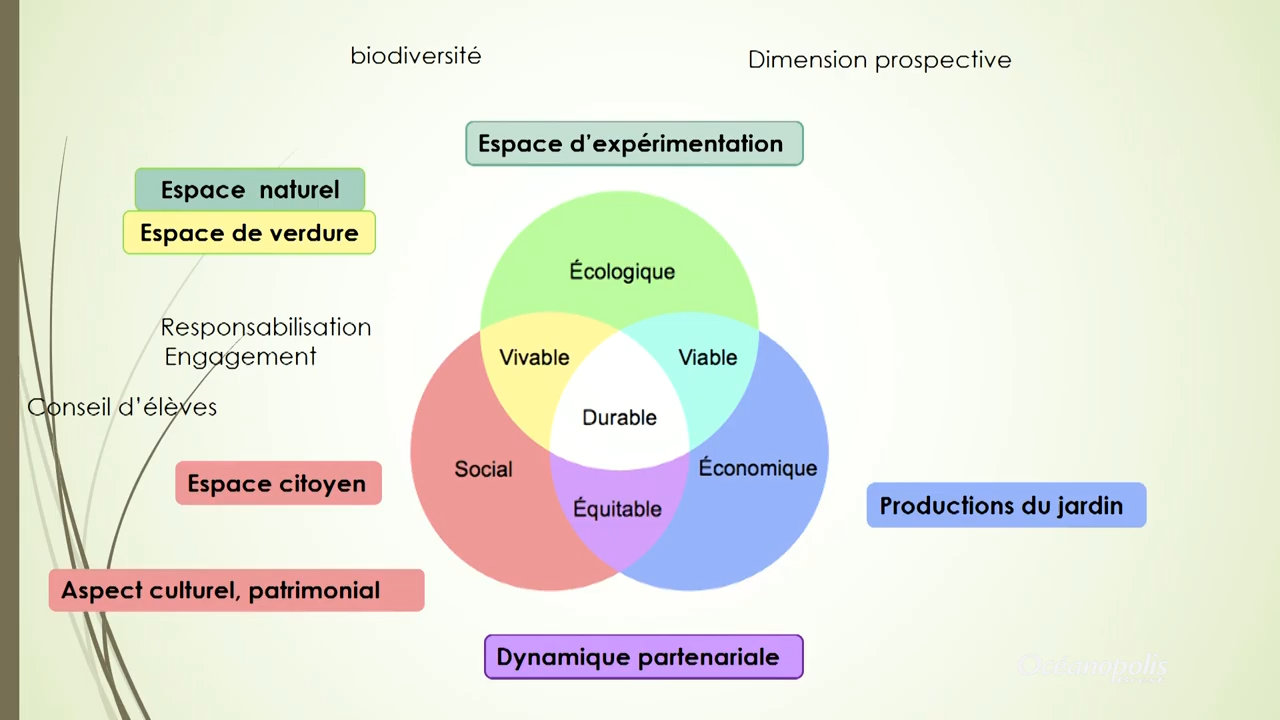 biodiversité
Dimension prospective
Espace d’expérimentation
Espace naturel
Espace de verdure
Écologique
Responsabilisation
Engagement
Vivable
Viable
Conseil d’élèves
Durable
Social
Économique
Espace citoyen
Équitable
Productions du jardin
Aspect culturel, patrimonial
Dynamique partenariale
Océanopolis